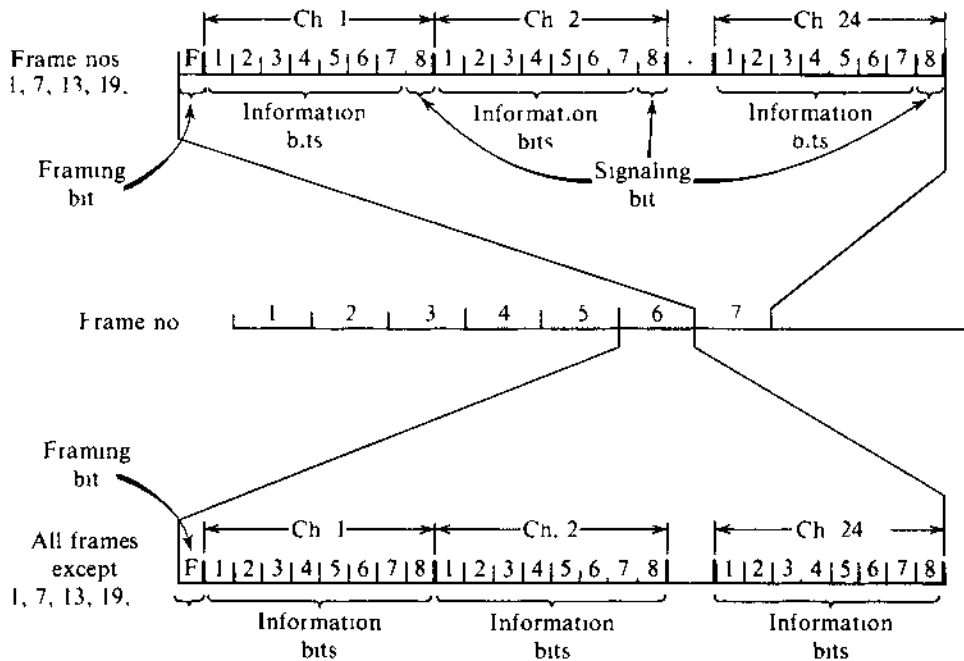 Ch 1 Ch 2 Ch 24
Frame nos
1, 7, 13, 19.
F 1 2 3 4 5 6 7 8 1 2 3 4 5 6 7 8 1 2 3 4 5 6 7 8
Information bits
Information bits
Information bits
Framing
bit
Signaling
bit
Frame no 1 2 3 4 5 6 7
Framing
bit
Ch 1 Ch. 2 Ch 24
All frames
except
1, 7, 13, 19.
F 1 2 3 4 5 6 7 8 1 2 3 4 5 6 7 8 1 2 3 4 5 6 7 8
Information
bits
Information
bits
Information
bits